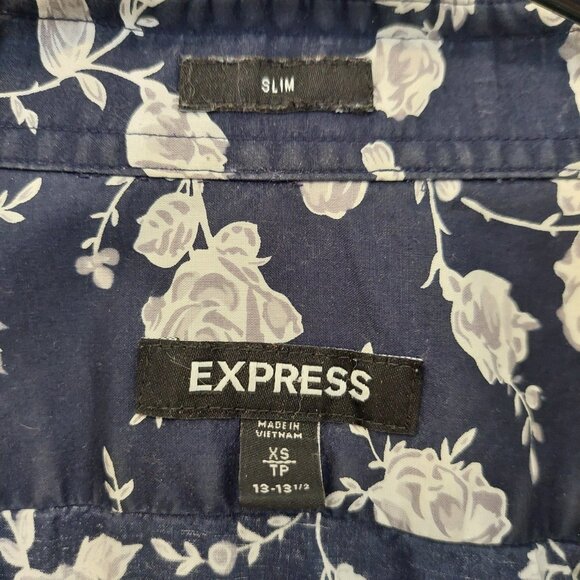 SLIM
EXPRESS
MADE IN
VIETNAM
XS
TP
13-13 1/2